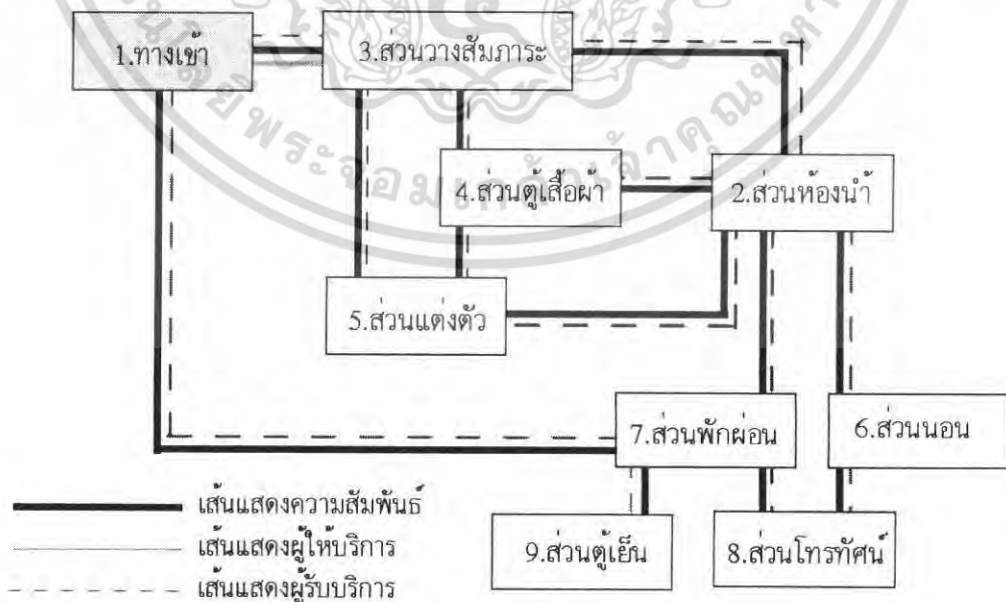 1.ทางเข้า
3.ส่วนวางสัมภาระ
4.ส่วนตู้เสื้อผ้า
2.ส่วนห้องน้ำ
5.ส่วนแต่งตัว
7.ส่วนพักผ่อน
6.ส่วนนอน
9.ส่วนตู้เย็น
8.ส่วนโทรทัศน์
เส้นแสดงความสัมพันธ์
เส้นแสดงผู้ให้บริการ
เส้นแสดงผู้รับบริการ